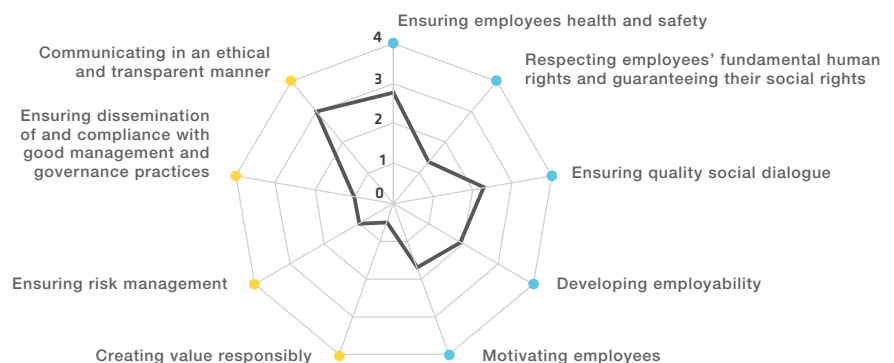 4
Ensuring employees health and safety
Communicating in an ethical
and transparent manner
Respecting employees’ fundamental human
rights and guaranteeing their social rights
3
Ensuring dissemination
of and compliance with
good management and
governance practices
2
1
Ensuring quality social dialogue
0
Ensuring risk management
Developing employability
Creating value responsibly
Motivating employees